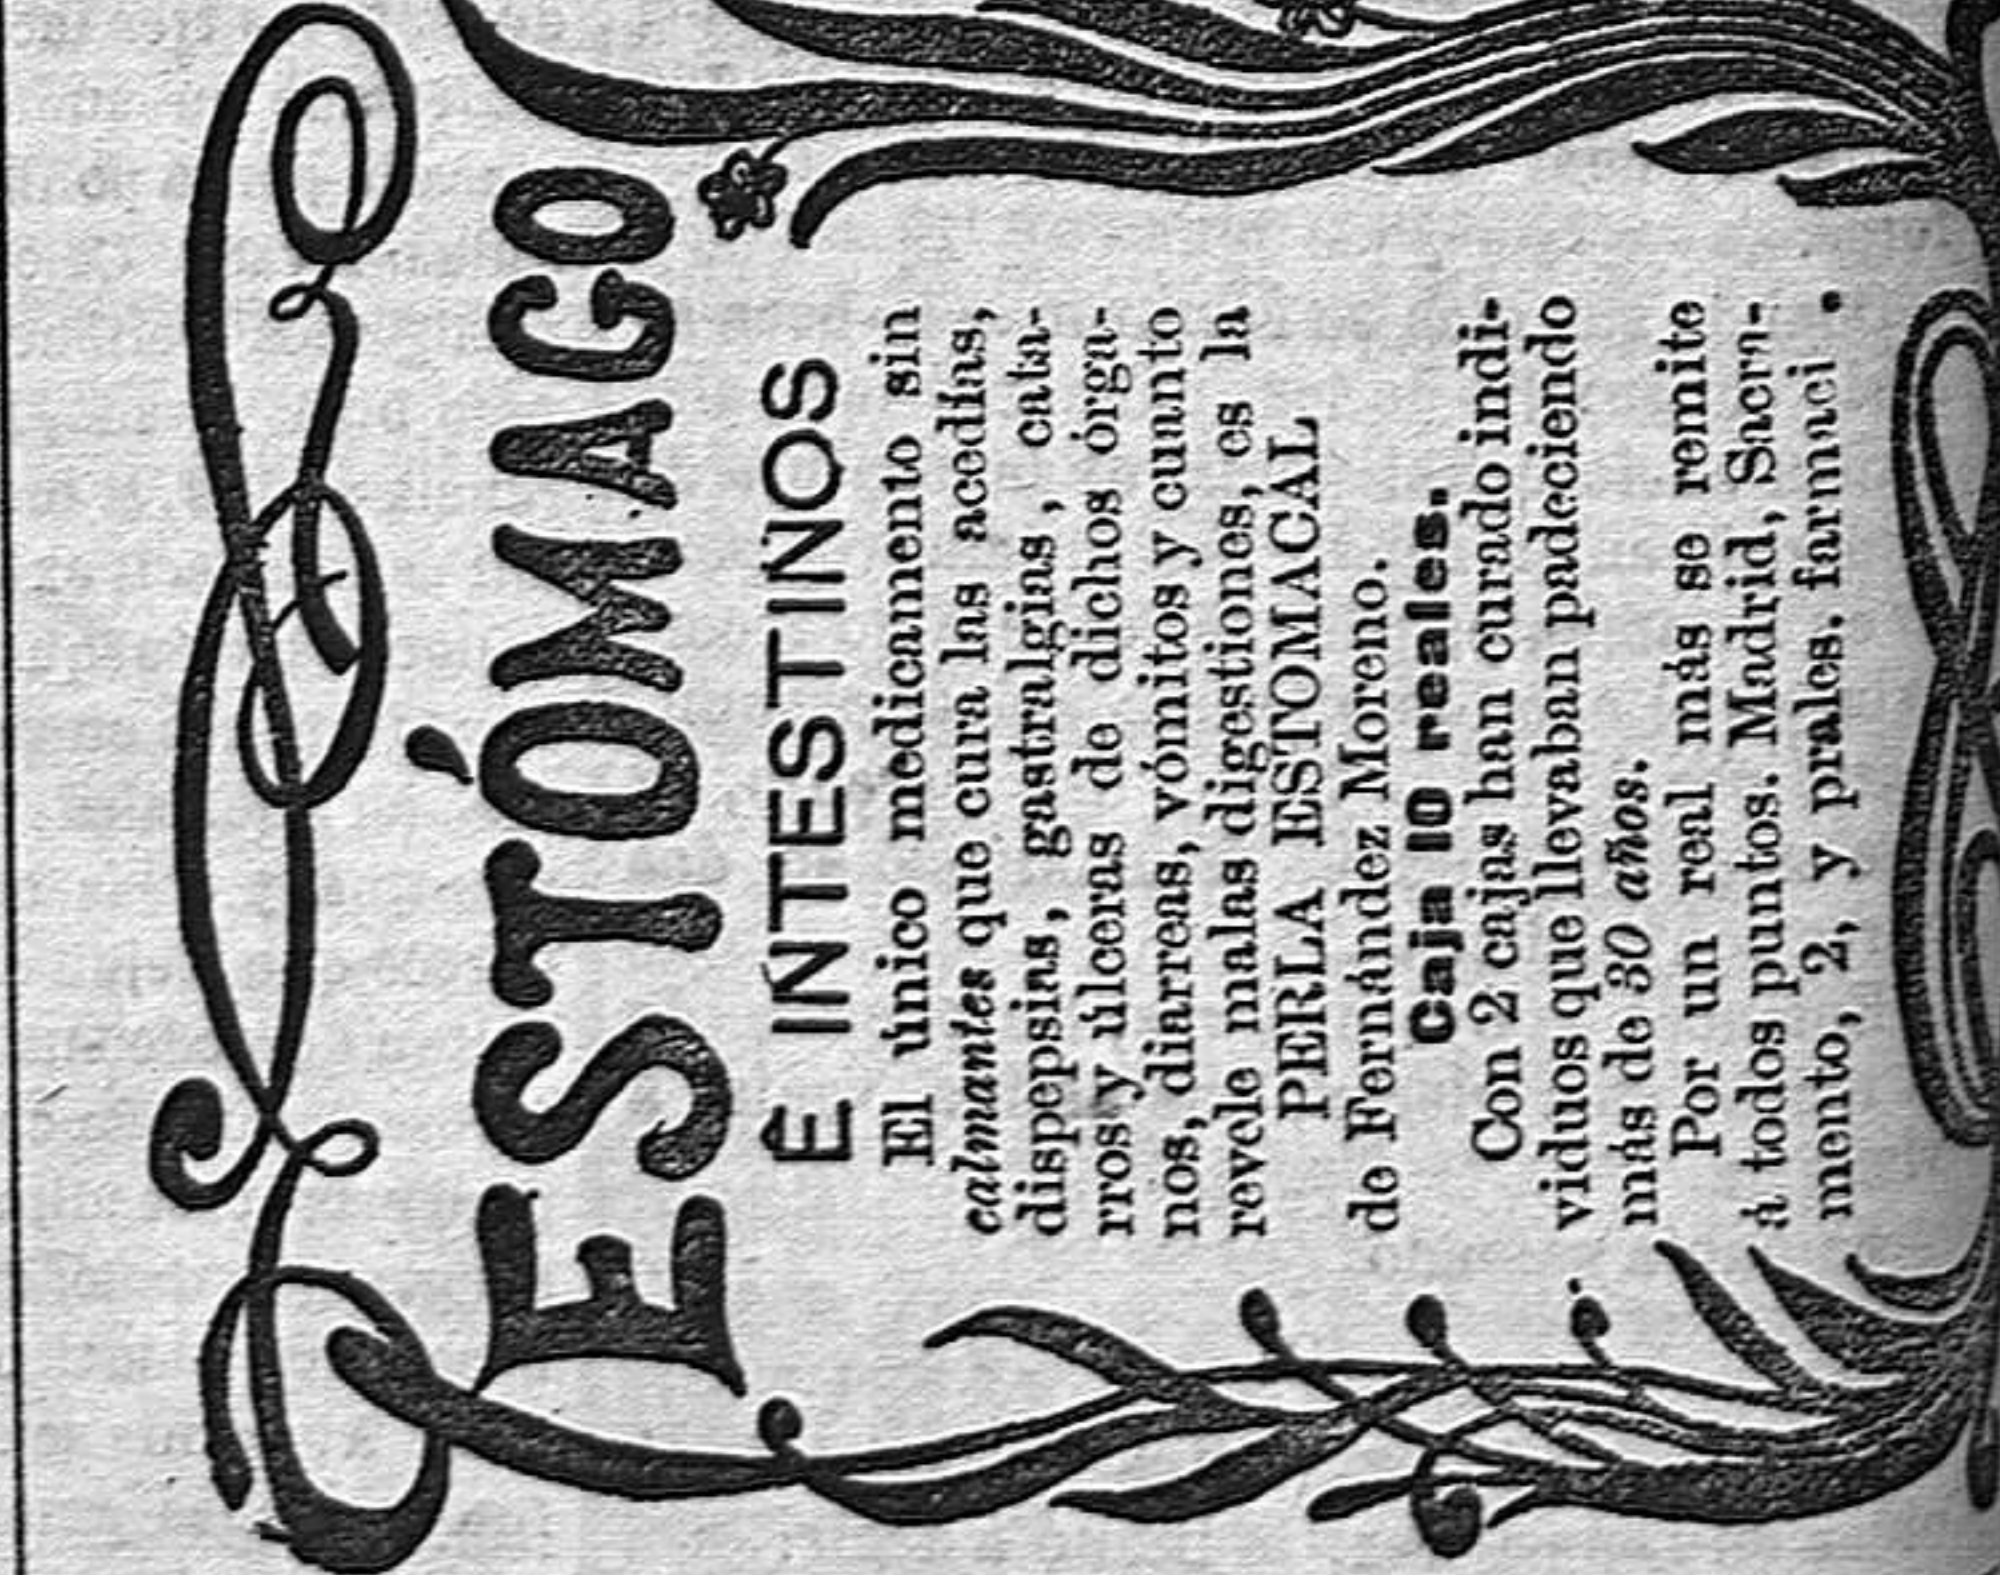 ESTÓMAGO
É INTESTINOS
El único medicamento sin
calmantes que cura las acedías,
dispepsias, gastralgias, cata-
rros y úlceras de dichos órga-
nos, diarreas, vómitos y cuanto
revele malas digestiones, es la
PERLA ESTOMACAL
de Fernández Moreno.
Caja 10 reales.
Con 2 cajas han curado indi-
viduos que llevaban padeciendo
más de 30 años.
Por un real más se remite
á todos puntos. Madrid, Sacra-
mento, 2, y prales. farmaci .